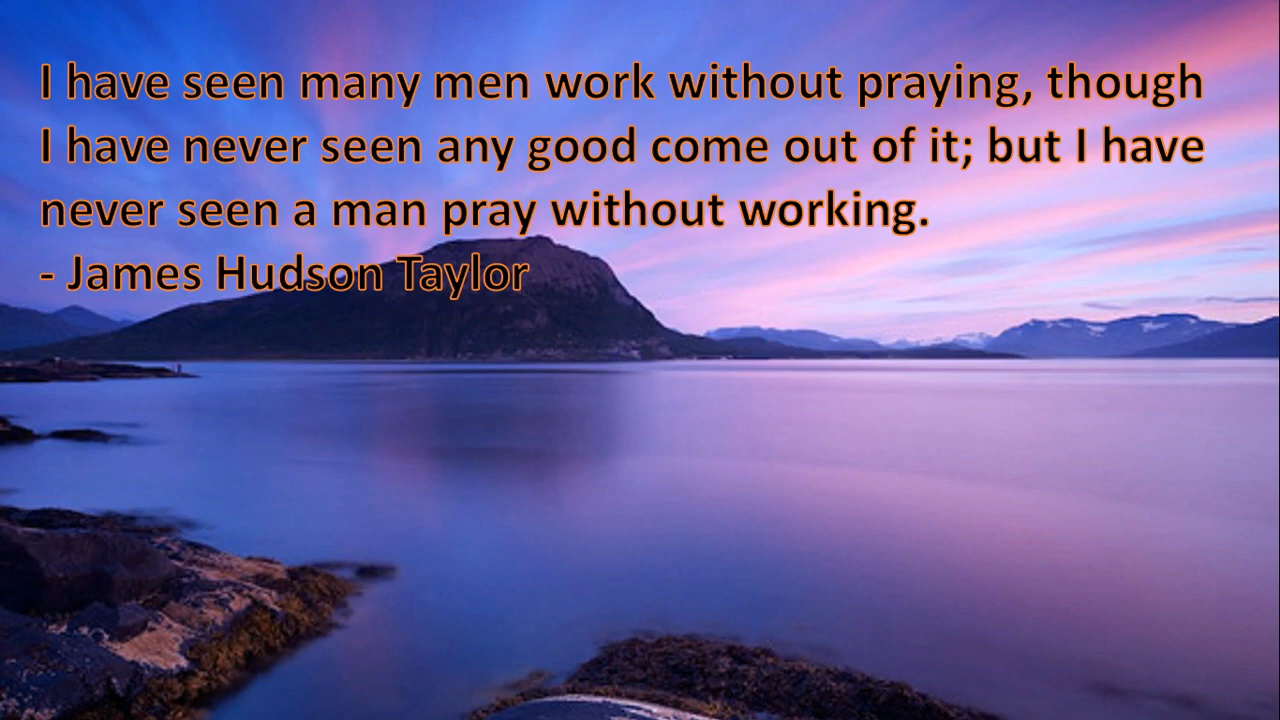 I have seen many men work without praying, though
I have never seen any good come out of it; but I have
never seen a man pray without working.
- James Hudson Taylor